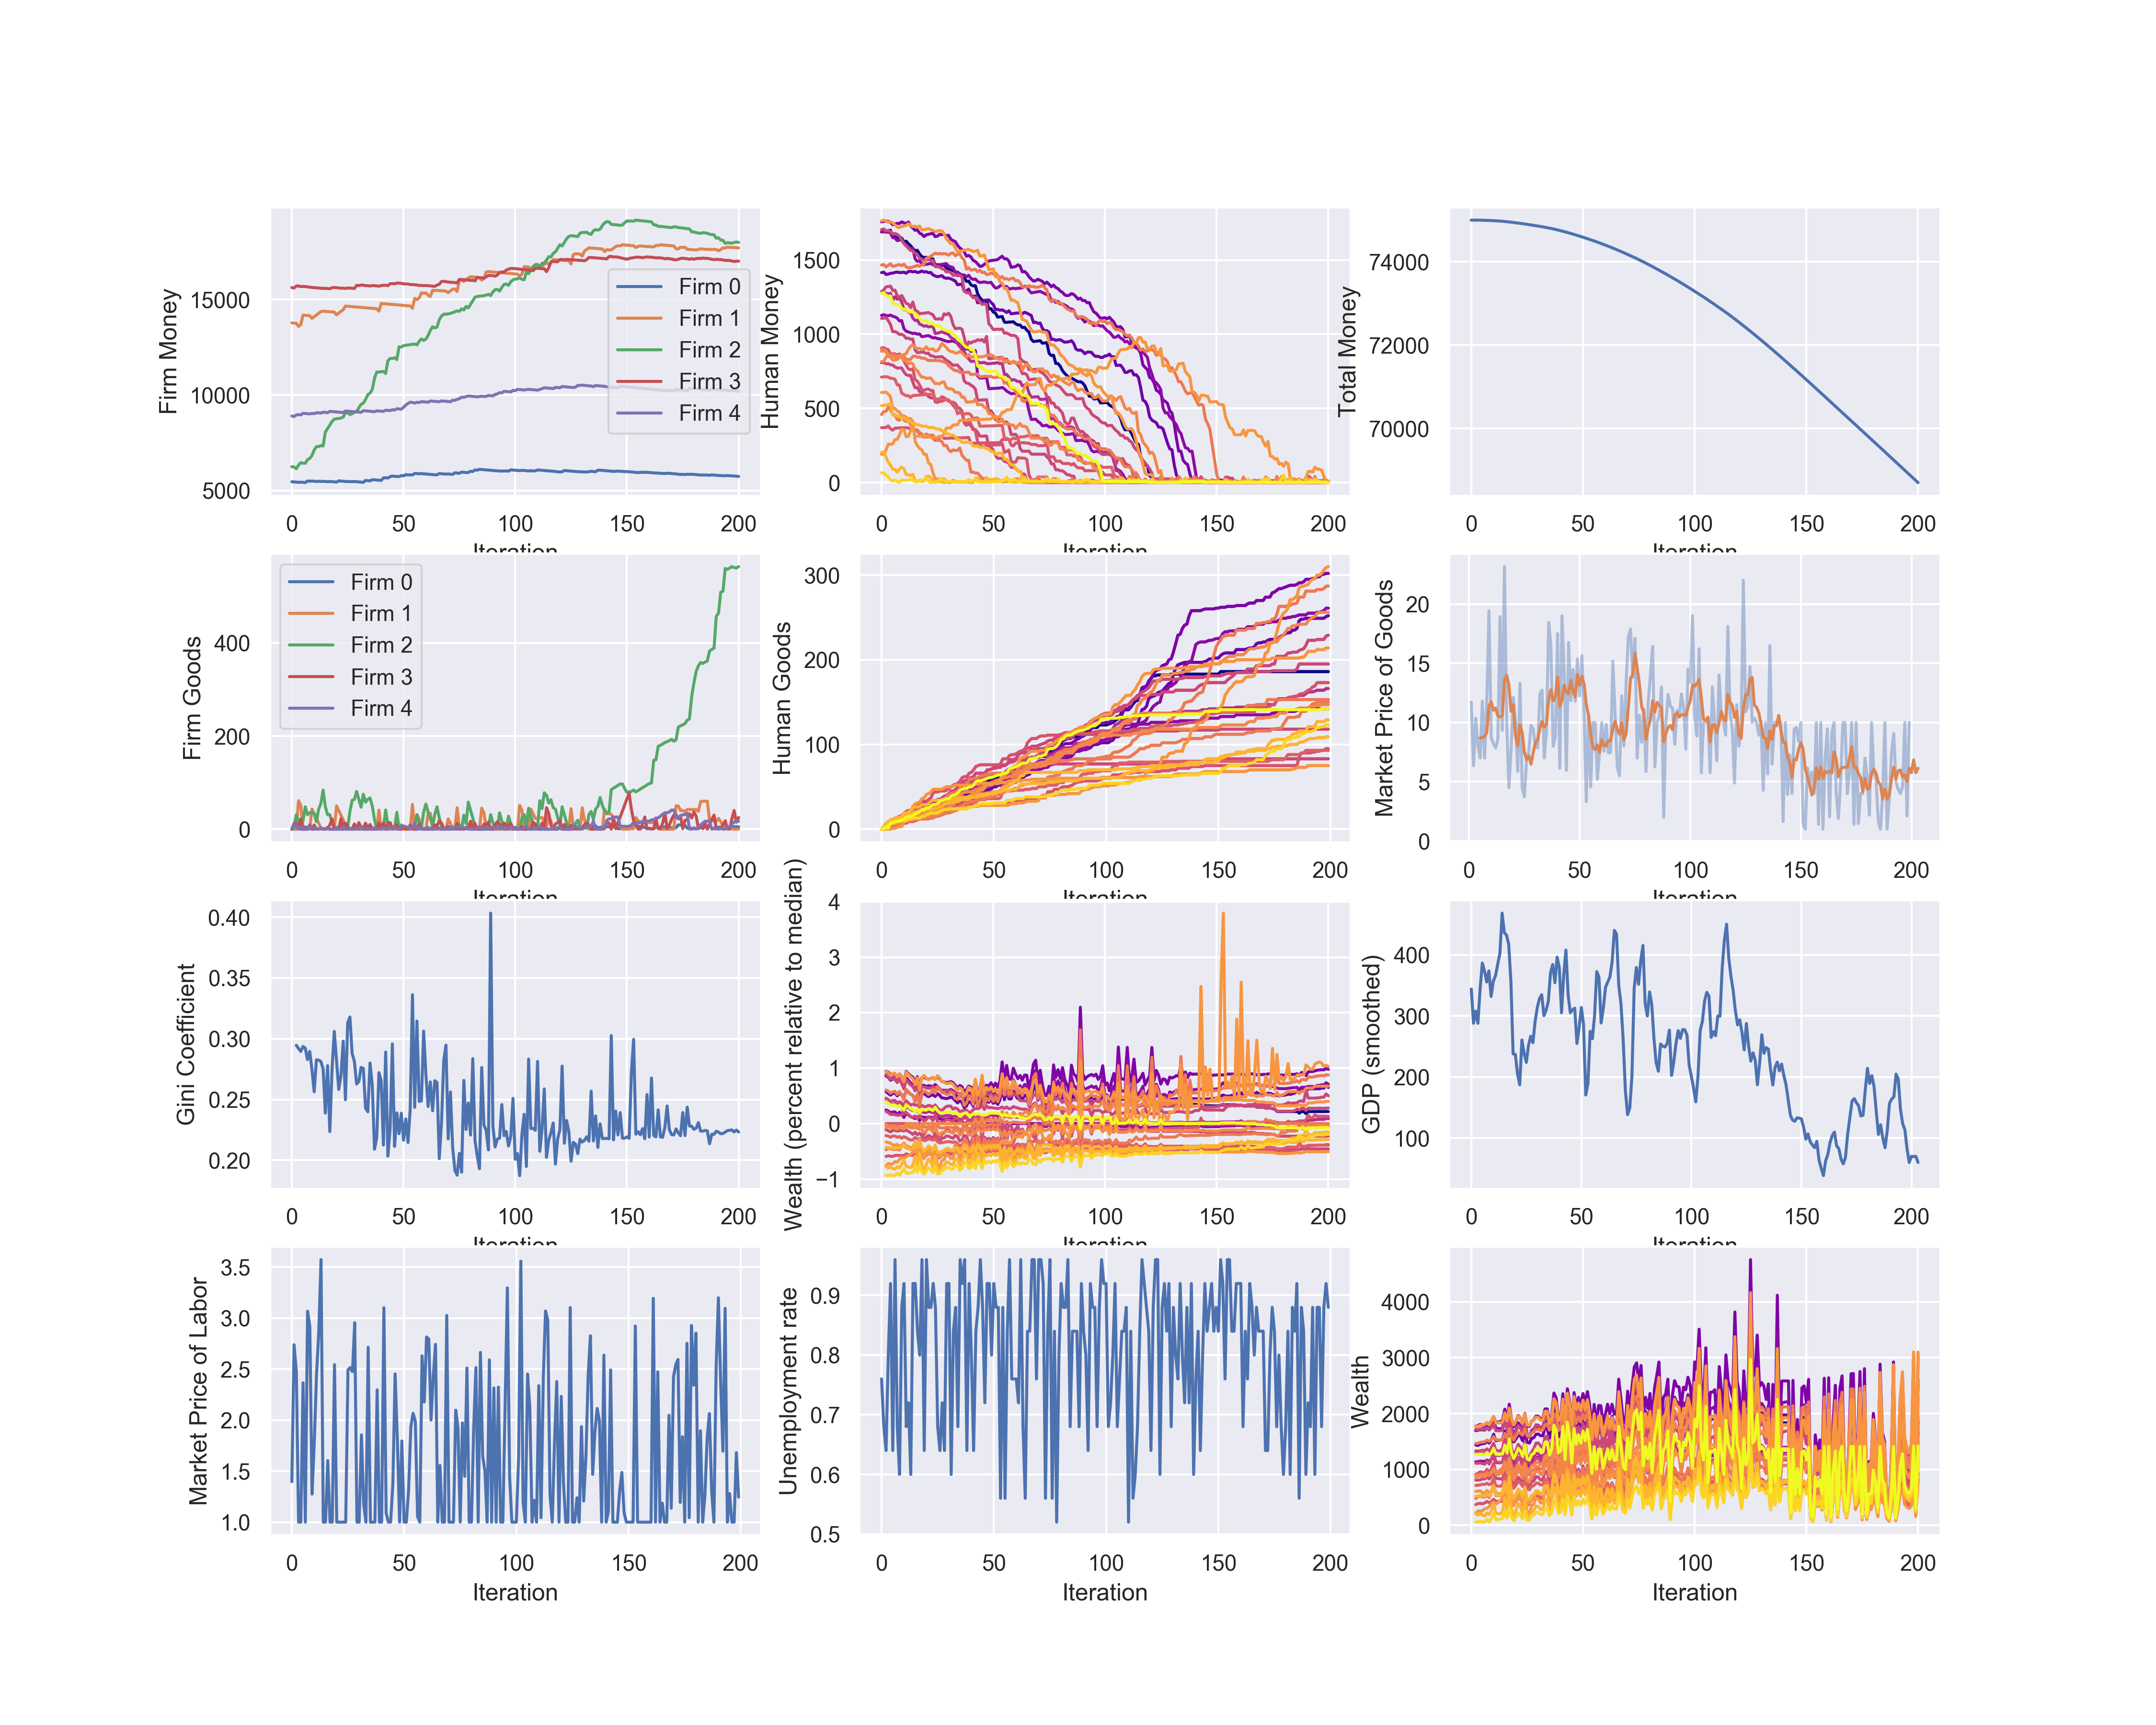 Firm Money
15000
10000
5000
Firm 0
Firm 1
Firm 2
Firm 3
Firm 4
0 50 100 150 200
Iteration
Human Money
1500
1000
500
0
0 50 100 150 200
Iteration
Total Money
74000
72000
70000
0 50 100 150 200
Iteration
Firm Goods
400
200
0
Firm 0
Firm 1
Firm 2
Firm 3
Firm 4
0 50 100 150 200
Iteration
Human Goods
300
200
100
0
0 50 100 150 200
Iteration
Market Price of Goods
20
15
10
5
0
0 50 100 150 200
Iteration
Gini Coefficient
0.40
0.35
0.30
0.25
0.20
0 50 100 150 200
Iteration
Wealth (percent relative to median)
4
3
2
1
0
−1
0 50 100 150 200
Iteration
GDP (smoothed)
400
300
200
100
0 50 100 150 200
Iteration
Market Price of Labor
3.5
3.0
2.5
2.0
1.5
1.0
0 50 100 150 200
Iteration
Unemployment rate
0.9
0.8
0.7
0.6
0.5
0 50 100 150 200
Iteration
Wealth
4000
3000
2000
1000
0
0 50 100 150 200
Iteration